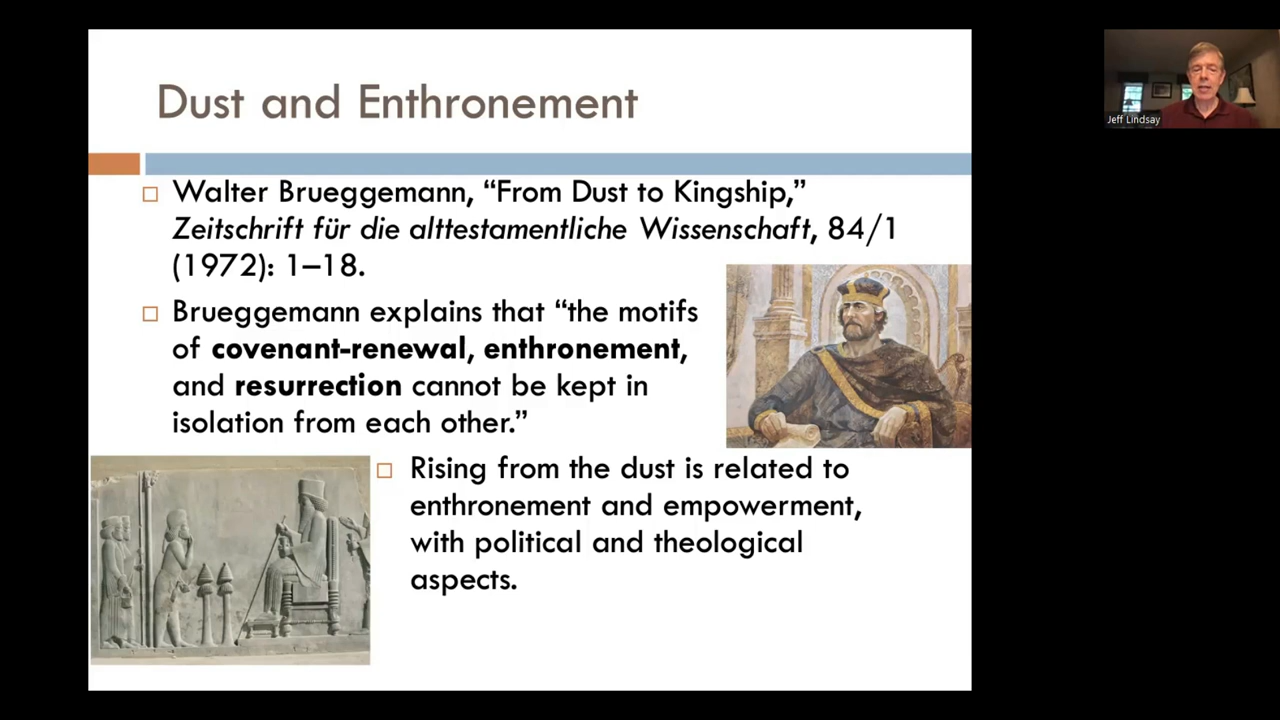 Dust and Enthronement
Walter Brueggemann, “From Dust to Kingship,”
Zeitschrift für die alttestamentliche Wissenschaft, 84/1
(1972): 1–18.
Brueggemann explains that “the motifs
of covenant-renewal, enthronement,
and resurrection cannot be kept in
isolation from each other.”
Rising from the dust is related to
enthronement and empowerment,
with political and theological
aspects.
Jeff Lindsay